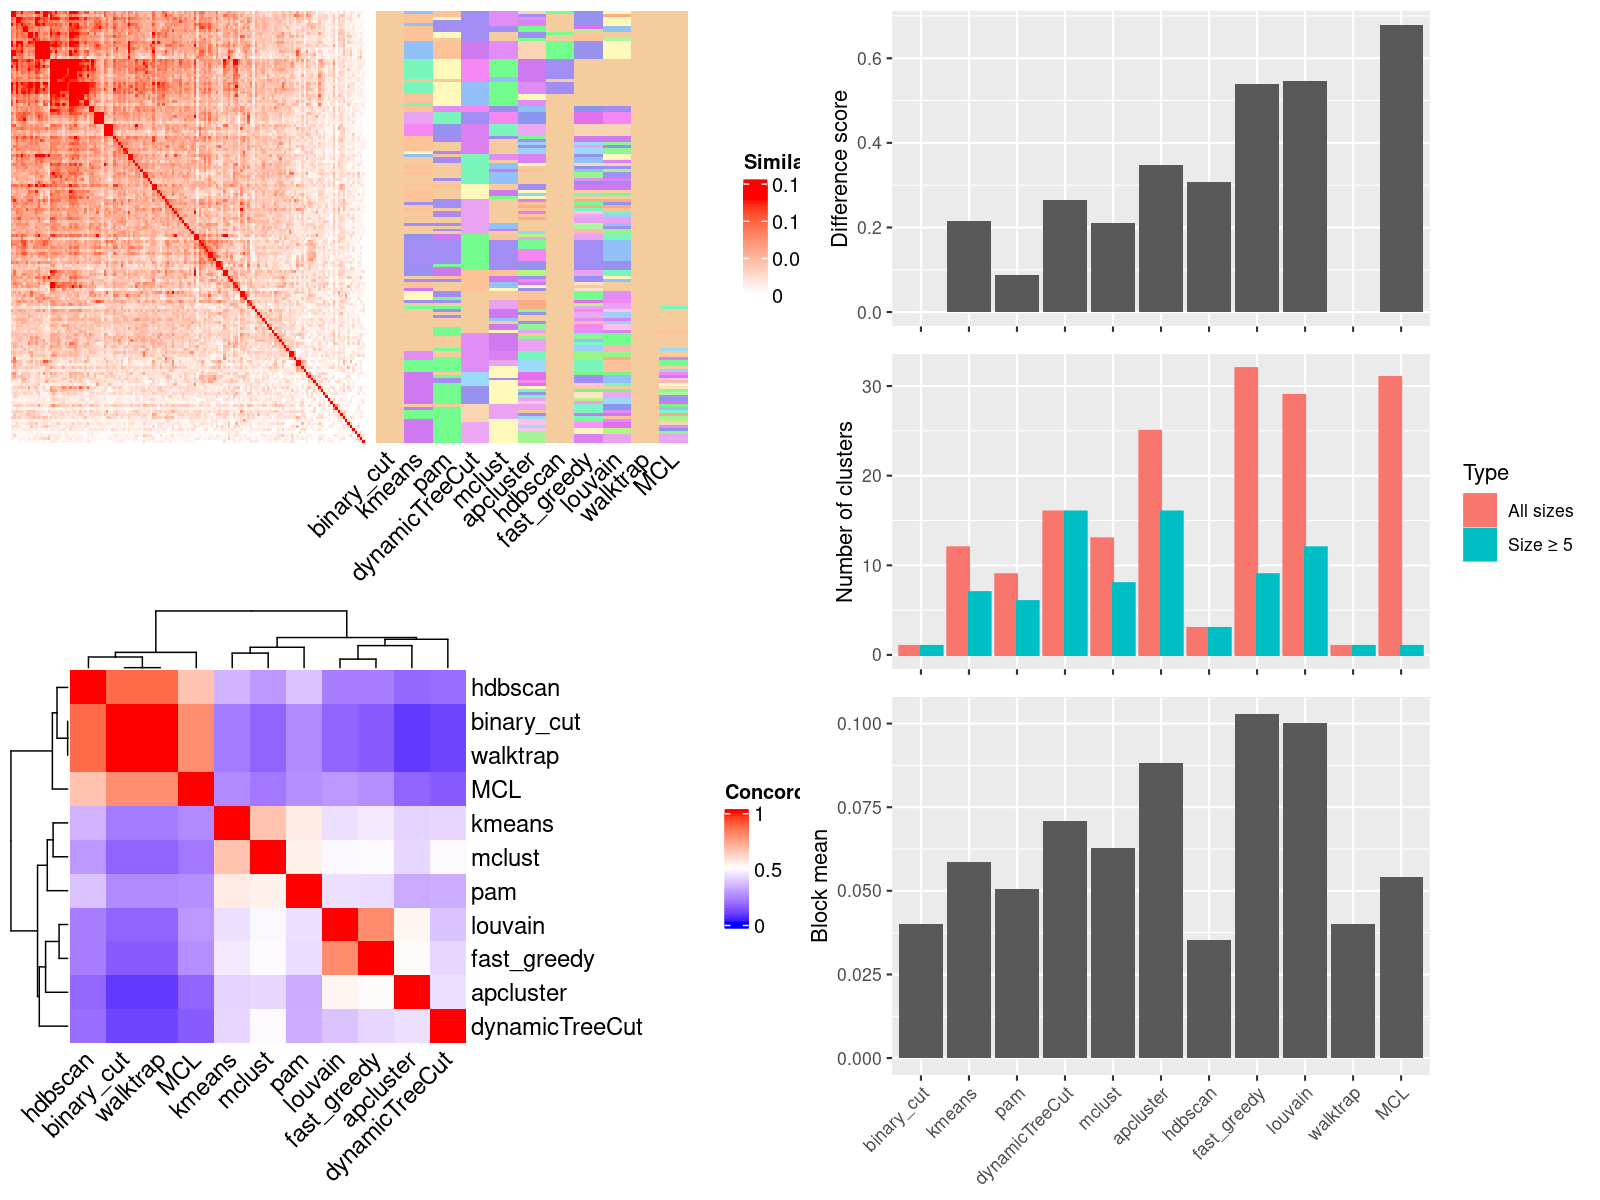 Simila
0.1
0.1
0.0
0
binary_cut
kmeans
pam
dynamicTreeCut
mclust
apcluster
hdbscan
fast_greedy
louvain
walktrap
MCL
hdbscan
binary_cut
walktrap
MCL
kmeans
mclust
pam
louvain
fast_greedy
apcluster
dynamicTreeCut
hdbscan
binary_cut
walktrap
MCL
kmeans
mclust
pam
louvain
fast_greedy
apcluster
dynamicTreeCut
Concord
1
0.5
0
Difference score
0.6
0.4
0.2
0.0
Number of clusters
30
20
10
0
Type
All sizes
Size ≥ 5
Block mean
0.100
0.075
0.050
0.025
0.000
binary_cut
kmeans
pam
dynamicTreeCut
mclust
apcluster
hdbscan
fast_greedy
louvain
walktrap
MCL